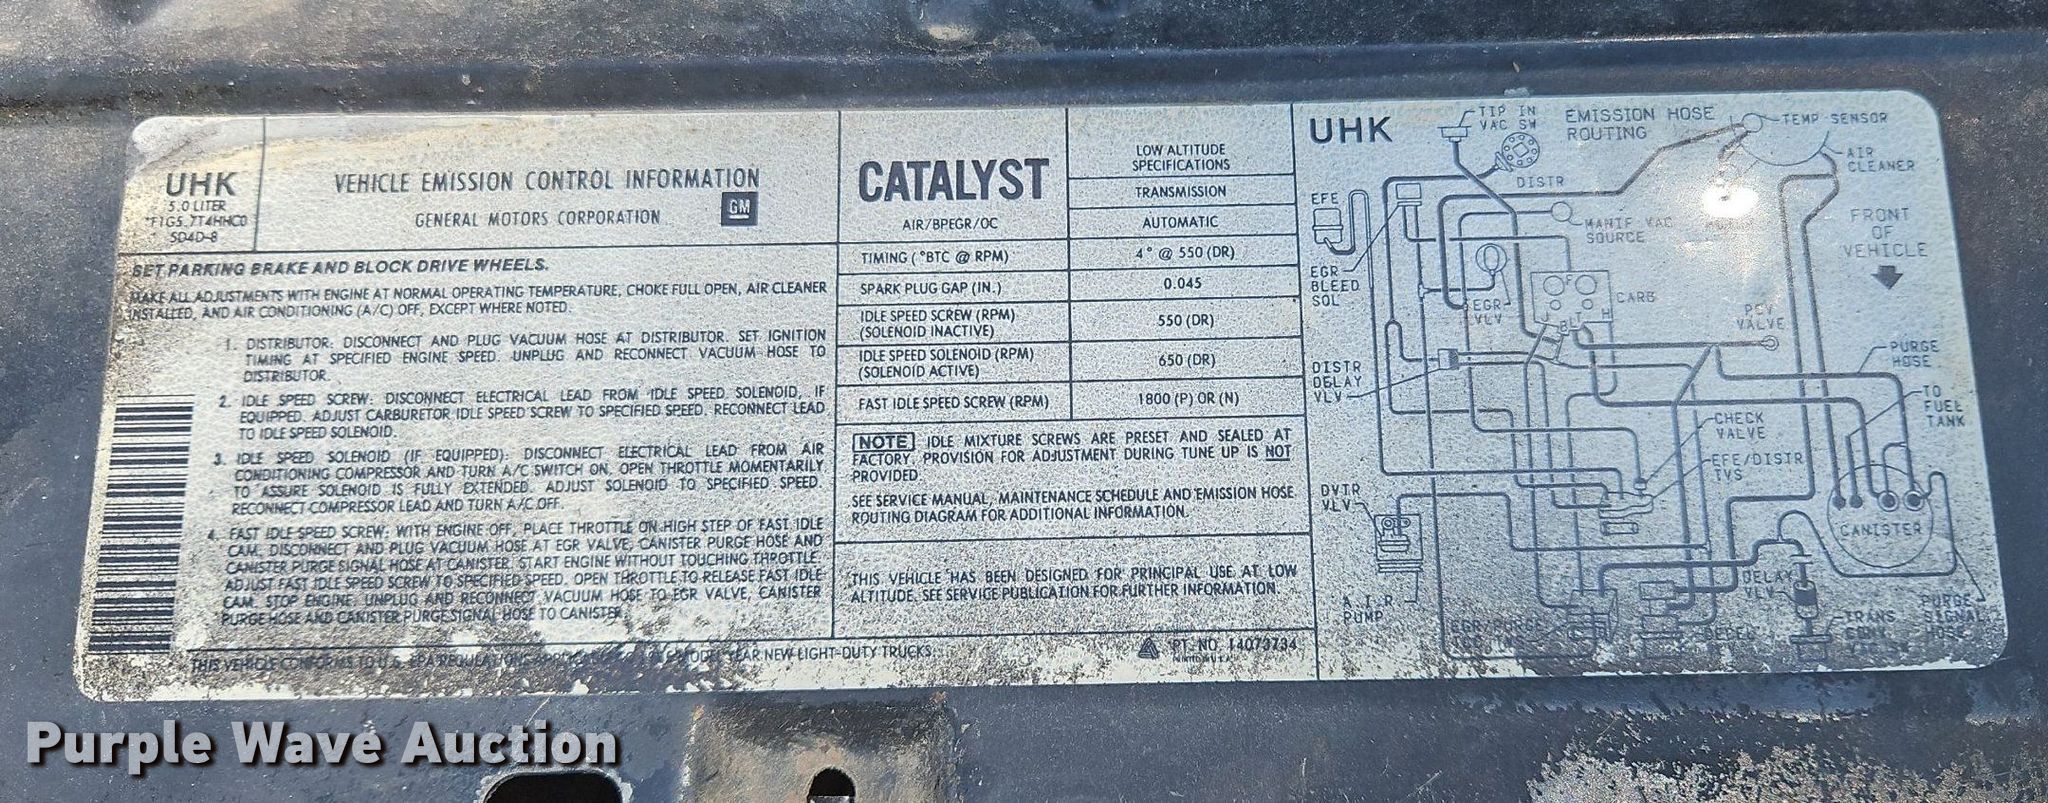 UHK
5.0 LITER
F1G5.7T4HHC0
5D4D-8
VEHICLE EMISSION CONTROL INFORMATION
GENERAL MOTORS CORPORATION
GM
SET PARKING BRAKE AND BLOCK DRIVE WHEELS.
MAKE ALL ADJUSTMENTS WITH ENGINE AT NORMAL OPERATING TEMPERATURE, CHOKE FULL OPEN, AIR CLEANER
INSTALLED, AND AIR CONDITIONING (A/C) OFF, EXCEPT WHERE NOTED.
1. DISTRIBUTOR: DISCONNECT AND PLUG VACUUM HOSE AT DISTRIBUTOR. SET IGNITION
TIMING AT SPECIFIED ENGINE SPEED. UNPLUG AND RECONNECT VACUUM HOSE TO
DISTRIBUTOR.
2. IDLE SPEED SCREW: DISCONNECT ELECTRICAL LEAD FROM IDLE SPEED SOLENOID, IF
EQUIPPED. ADJUST CARBURETOR IDLE SPEED SCREW TO SPECIFIED SPEED. RECONNECT LEAD
TO IDLE SPEED SOLENOID.
3. IDLE SPEED SOLENOID (IF EQUIPPED): DISCONNECT ELECTRICAL LEAD FROM AIR
CONDITIONING COMPRESSOR AND TURN A/C SWITCH ON. OPEN THROTTLE MOMENTARILY
TO ASSURE SOLENOID IS FULLY EXTENDED. ADJUST SOLENOID TO SPECIFIED SPEED.
RECONNECT COMPRESSOR LEAD AND TURN A/C OFF.
4. FAST IDLE SPEED SCREW: WITH ENGINE OFF, PLACE THROTTLE ON HIGH STEP OF FAST IDLE
CAM. DISCONNECT AND PLUG VACUUM HOSE AT EGR VALVE, CANISTER PURGE HOSE AND
CANISTER PURGE SIGNAL HOSE AT CANISTER. START ENGINE WITHOUT TOUCHING THROTTLE.
ADJUST FAST IDLE SPEED SCREW TO SPECIFIED SPEED. OPEN THROTTLE TO RELEASE FAST IDLE
CAM. STOP ENGINE. UNPLUG AND RECONNECT VACUUM HOSE TO EGR VALVE, CANISTER
PURGE HOSE AND CANISTER PURGE SIGNAL HOSE TO CANISTER.
THIS VEHICLE CONFORMS TO U.S. EPA REGULATIONS MODEL YEAR NEW LIGHT-DUTY TRUCKS.
CATALYST
AIR/BPEGR/OC
LOW ALTITUDE
SPECIFICATIONS
TRANSMISSION
AUTOMATIC
TIMING (°BTC @ RPM) 4° @ 550 (DR)
SPARK PLUG GAP (IN.) 0.045
IDLE SPEED SCREW (RPM)
(SOLENOID INACTIVE) 550 (DR)
IDLE SPEED SOLENOID (RPM)
(SOLENOID ACTIVE) 650 (DR)
FAST IDLE SPEED SCREW (RPM) 1800 (P) OR (N)
NOTE IDLE MIXTURE SCREWS ARE PRESET AND SEALED AT
FACTORY. PROVISION FOR ADJUSTMENT DURING TUNE UP IS NOT
PROVIDED.
SEE SERVICE MANUAL, MAINTENANCE SCHEDULE AND EMISSION HOSE
ROUTING DIAGRAM FOR ADDITIONAL INFORMATION.
THIS VEHICLE HAS BEEN DESIGNED FOR PRINCIPAL USE AT LOW
ALTITUDE. SEE SERVICE PUBLICATION FOR FURTHER INFORMATION.
PT. NO. 14073734
PRINTED IN U.S.A.
UHK
TIP IN
VAC SW
EMISSION HOSE
ROUTING
TEMP SENSOR
AIR
CLEANER
DISTR
EFE
MANIF VAC
SOURCE
FRONT
OF
VEHICLE
EGR
BLEED
SOL
EGR
VLV
F
CARB
J
BLT
H
PCV
VALVE
PURGE
HOSE
DISTR
DELAY
VLV
TO
FUEL
TANK
CHECK
VALVE
EFE/DISTR
TVS
DVTR
VLV
CANISTER
A.I.R
PUMP
EGR/PURGE
DELAY
VLV
TRANS
CONV
PURGE
SIGNAL
HOSE
Purple Wave Auction